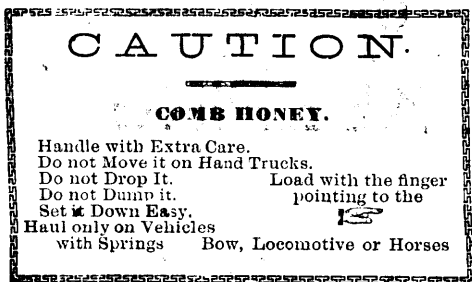 CAUTION.
COMB HONEY.
Handle with Extra Care.
Do not Move it on Hand Trucks.
Do not Drop It.
Do not Dump it.
Set it Down Easy.
Haul only on Vehicles
with Springs
Load with the finger
pointing to the
Bow, Locomotive or Horses